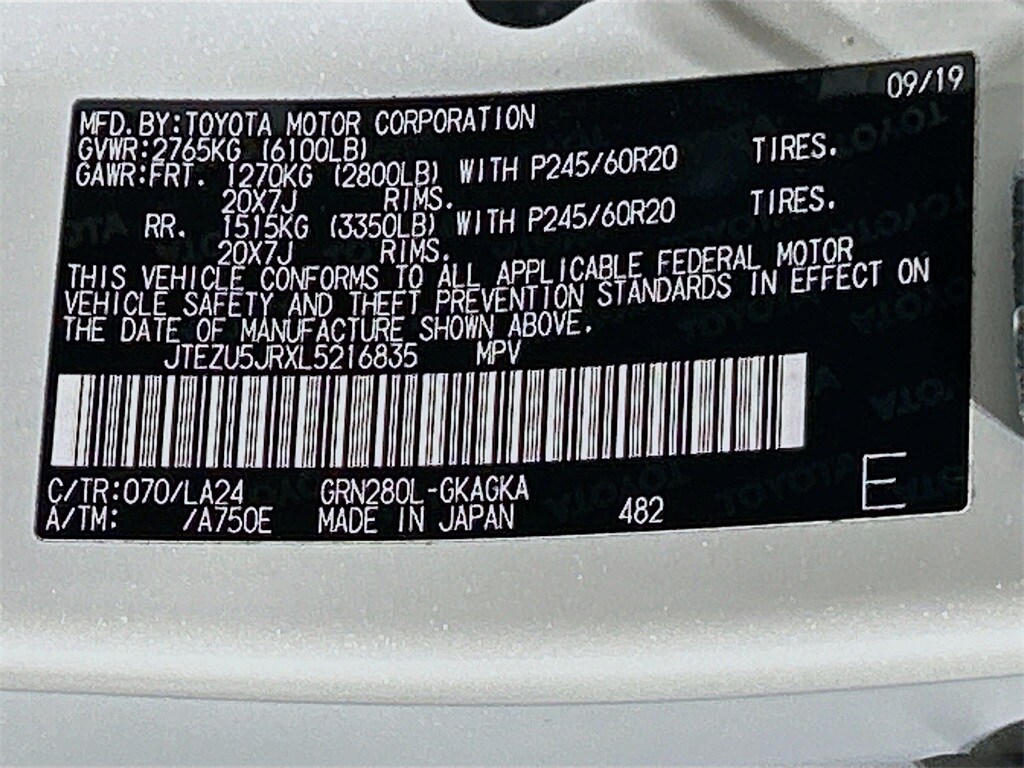 09/19
MFD.BY:TOYOTA MOTOR CORPORATION
GVWR:2765KG (6100LB)
GAWR:FRT. 1270KG (2800LB) WITH P245/60R20 TIRES.
20X7J RIMS.
RR. 1515KG (3350LB) WITH P245/60R20 TIRES.
20X7J RIMS.
THIS VEHICLE CONFORMS TO ALL APPLICABLE FEDERAL MOTOR
VEHICLE SAFETY AND THEFT PREVENTION STANDARDS IN EFFECT ON
THE DATE OF MANUFACTURE SHOWN ABOVE.
JTEZU5JRXL5216835 MPV
C/TR:070/LA24 GRN280L-GKAGKA
A/TM: /A750E MADE IN JAPAN 482 E